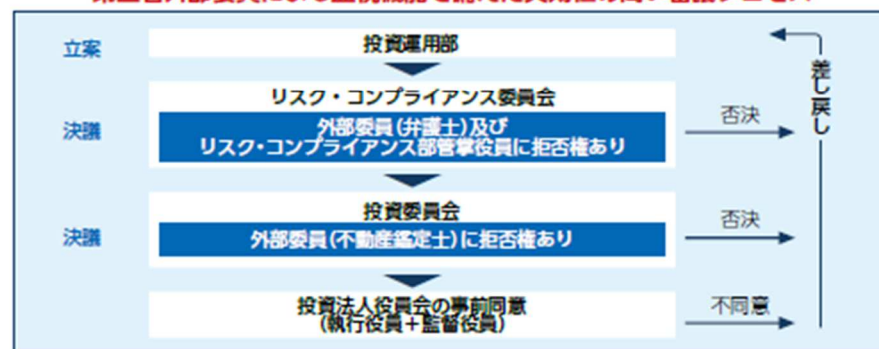 立案
投資運用部
リスク・コンプライアンス委員会
決議
外部委員(弁護士)及び
リスク・コンプライアンス部管掌役員に拒否権あり
否決
差し戻し
投資委員会
決議
外部委員(不動産鑑定士)に拒否権あり
否決
投資法人役員会の事前同意
(執行役員+監督役員)
不同意